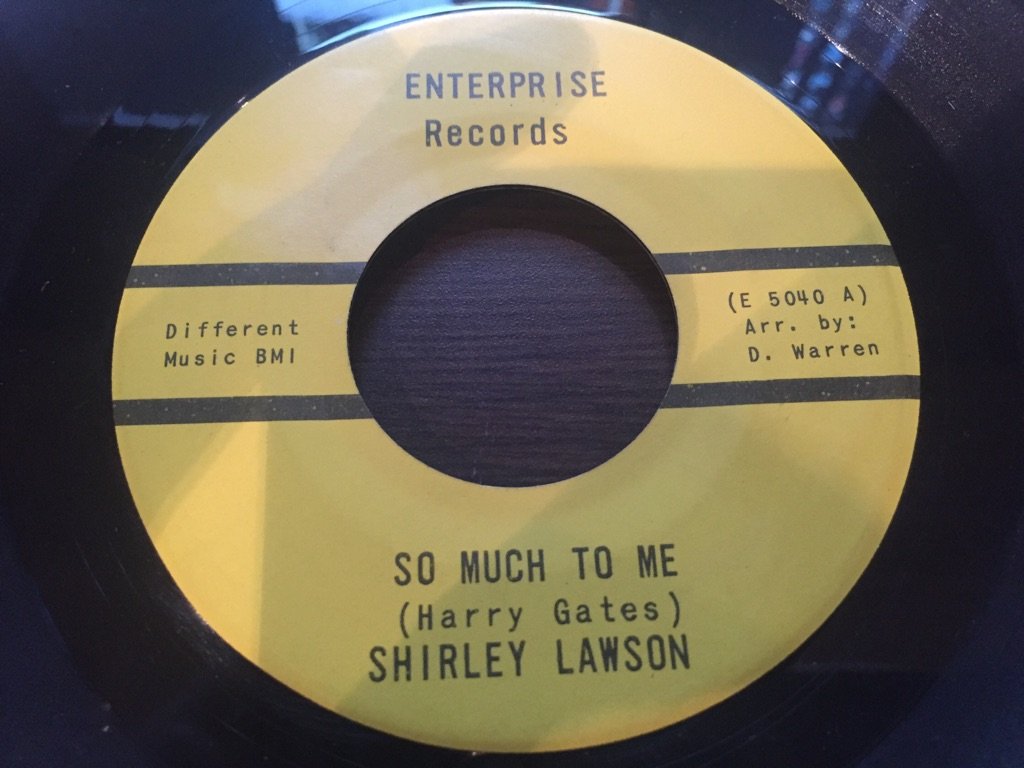 ENTERPRISE
Records
Different
Music BMI
(E 5040 A)
Arr. by:
D. Warren
SO MUCH TO ME
(Harry Gates)
SHIRLEY LAWSON